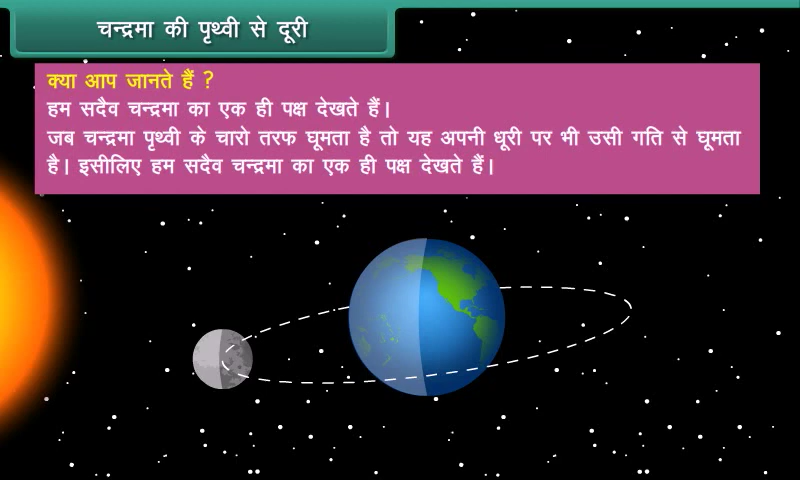 चन्द्रमा की पृथ्वी से दूरी
क्या आप जानते हैं ?
हम सदैव चन्द्रमा का एक ही पक्ष देखते हैं।
जब चन्द्रमा पृथ्वी के चारो तरफ घूमता है तो यह अपनी धूरी पर भी उसी गति से घूमता
है। इसीलिए हम सदैव चन्द्रमा का एक ही पक्ष देखते हैं।